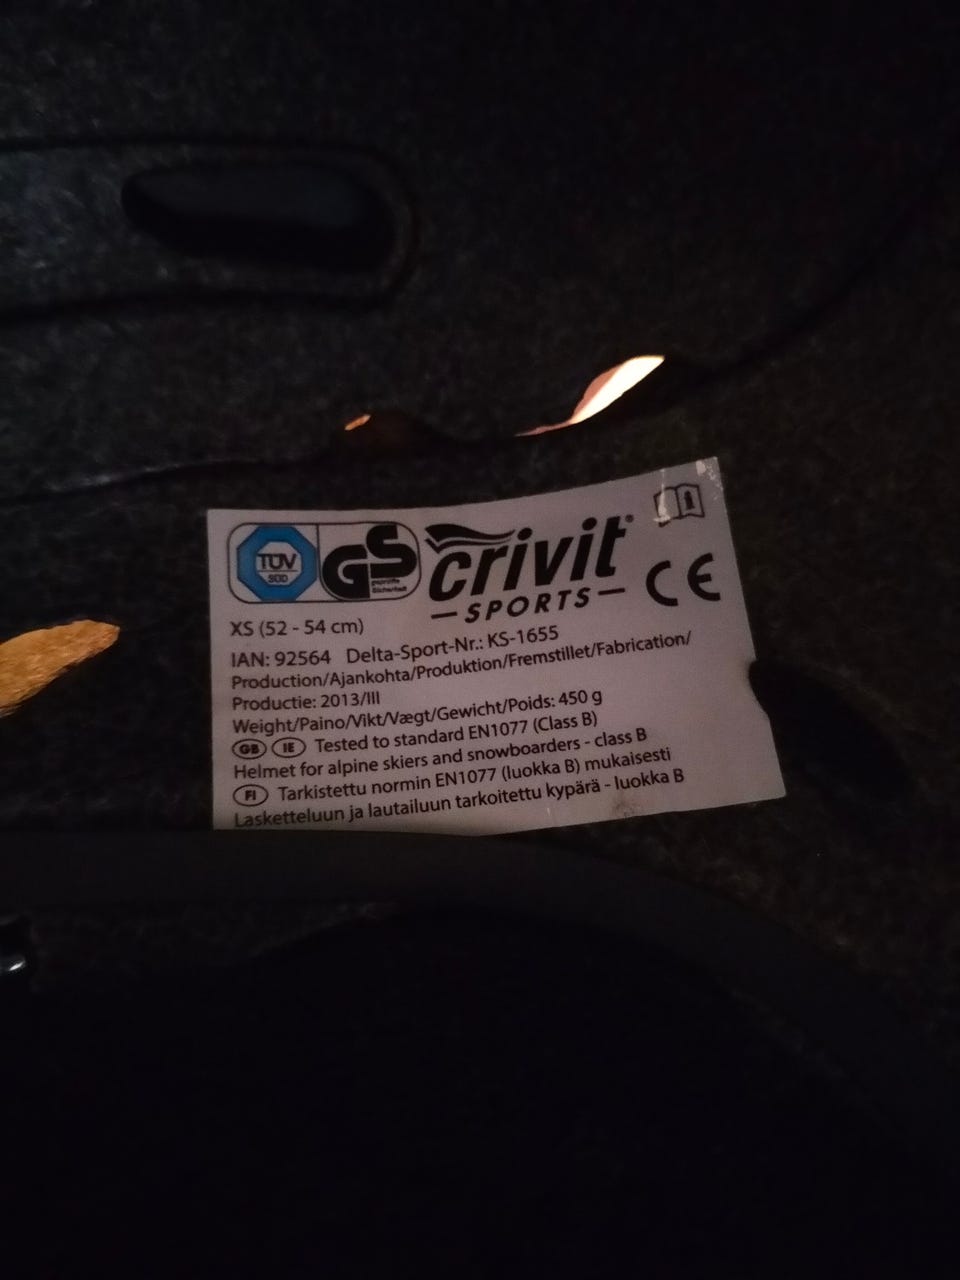 TÜV
SÜD
GS
geprüfte
Sicherheit
crivit®
SPORTS
CE
XS (52 - 54 cm)
IAN: 92564 Delta-Sport-Nr.: KS-1655
Production/Ajankohta/Produktion/Fremstillet/Fabrication/
Productie: 2013/III
Weight/Paino/Vikt/Vægt/Gewicht/Poids: 450 g
GB IE Tested to standard EN1077 (Class B)
Helmet for alpine skiers and snowboarders - class B
FI Tarkistettu normin EN1077 (luokka B) mukaisesti
Lasketteluun ja lautailuun tarkoitettu kypärä - luokka B